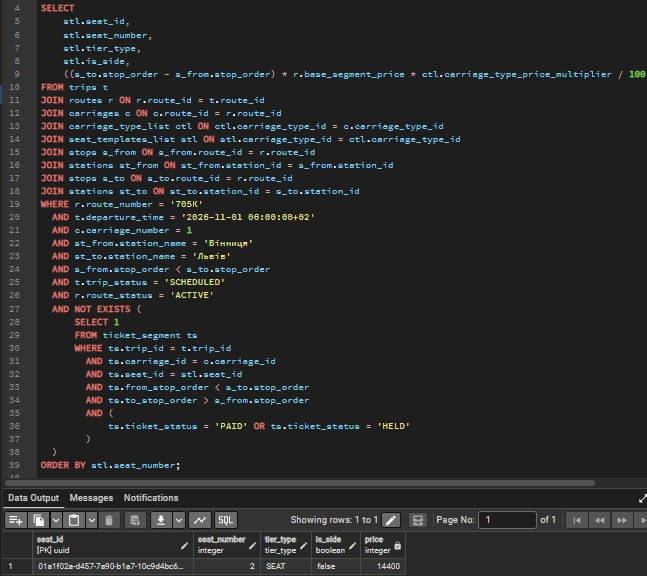 4 SELECT
5 stl.seat_id,
6 stl.seat_number,
7 stl.tier_type,
8 stl.is_side,
9 ((s_to.stop_order - s_from.stop_order) * r.base_segment_price * ctl.carriage_type_price_multiplier / 100
10 FROM trips t
11 JOIN routes r ON r.route_id = t.route_id
12 JOIN carriages c ON c.route_id = r.route_id
13 JOIN carriage_type_list ctl ON ctl.carriage_type_id = c.carriage_type_id
14 JOIN seat_templates_list stl ON stl.carriage_type_id = ctl.carriage_type_id
15 JOIN stops s_from ON s_from.route_id = r.route_id
16 JOIN stations st_from ON st_from.station_id = s_from.station_id
17 JOIN stops s_to ON s_to.route_id = r.route_id
18 JOIN stations st_to ON st_to.station_id = s_to.station_id
19 WHERE r.route_number = '705K'
20 AND t.departure_time = '2026-11-01 06:00:00+02'
21 AND c.carriage_number = 1
22 AND st_from.station_name = 'Вінниця'
23 AND st_to.station_name = 'Львів'
24 AND s_from.stop_order < s_to.stop_order
25 AND t.trip_status = 'SCHEDULED'
26 AND r.route_status = 'ACTIVE'
27 AND NOT EXISTS (
28 SELECT 1
29 FROM ticket_segment ts
30 WHERE ts.trip_id = t.trip_id
31 AND ts.carriage_id = c.carriage_id
32 AND ts.seat_id = stl.seat_id
33 AND ts.from_stop_order < s_to.stop_order
34 AND ts.to_stop_order > s_from.stop_order
35 AND (
36 ts.ticket_status = 'PAID' OR ts.ticket_status = 'HELD'
37 )
38 )
39 ORDER BY stl.seat_number;
Data Output Messages Notifications
SQL Showing rows: 1 to 1 Page No: 1 of 1
seat_id seat_number tier_type is_side price
[PK] uuid integer tier_type boolean integer
1 01a1f02a-d457-7a90-b1a7-10c9d4bc6... 2 SEAT false 14400